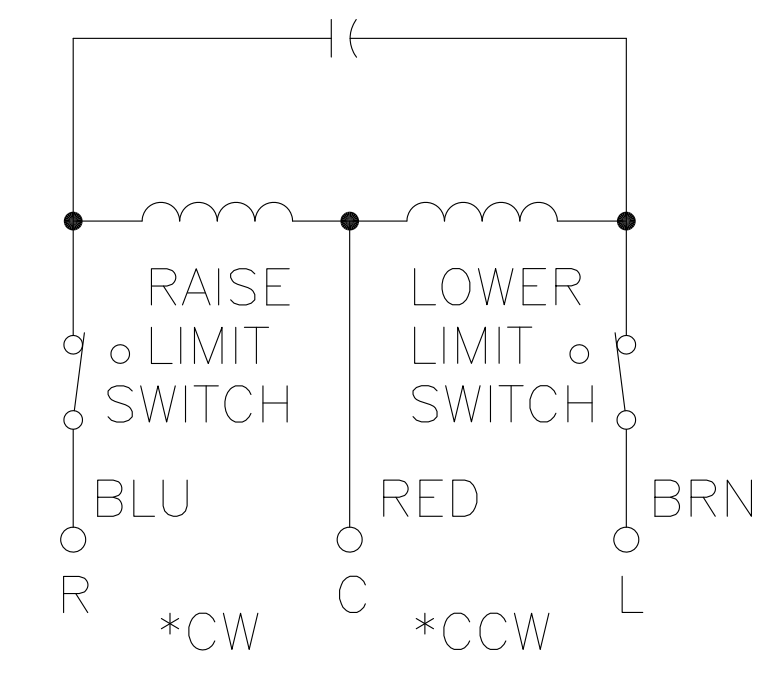 RAISE
LIMIT
SWITCH
LOWER
LIMIT
SWITCH
BLU
RED
BRN
R
C
L
*CW
*CCW